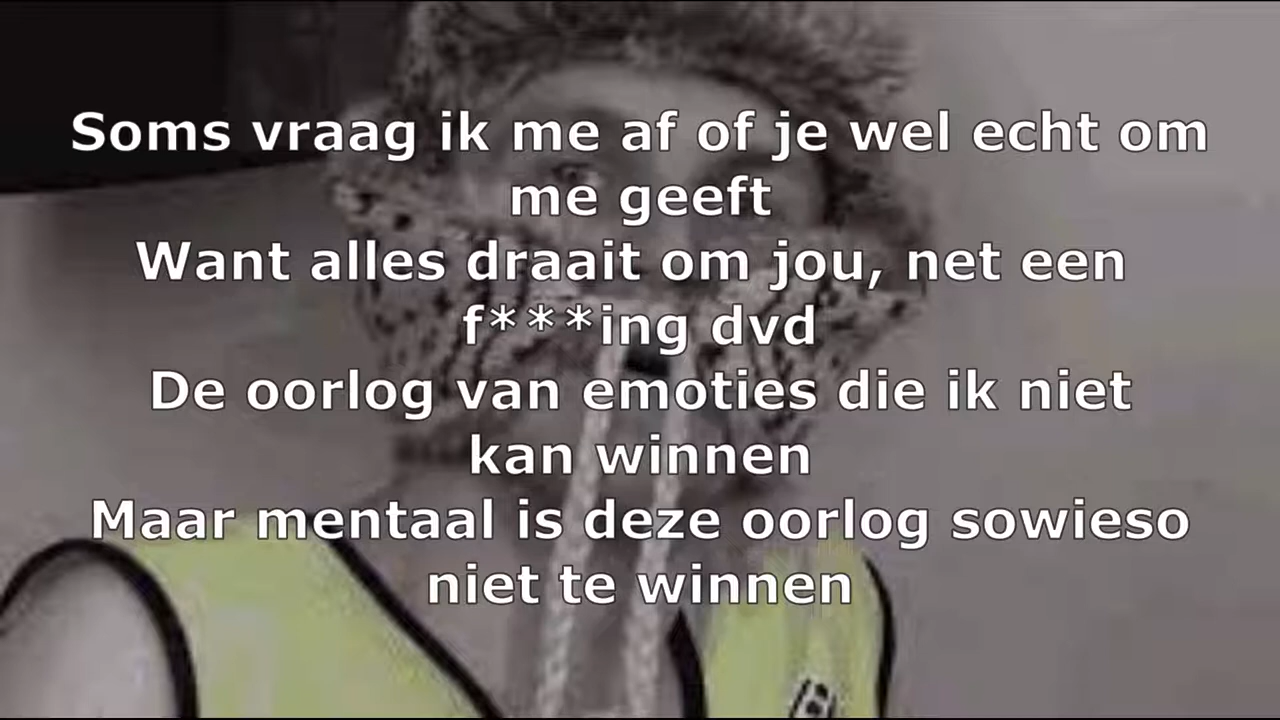 Soms vraag ik me af of je wel echt om
me geeft
Want alles draait om jou, net een
f***ing dvd
De oorlog van emoties die ik niet
kan winnen
Maar mentaal is deze oorlog sowieso
niet te winnen